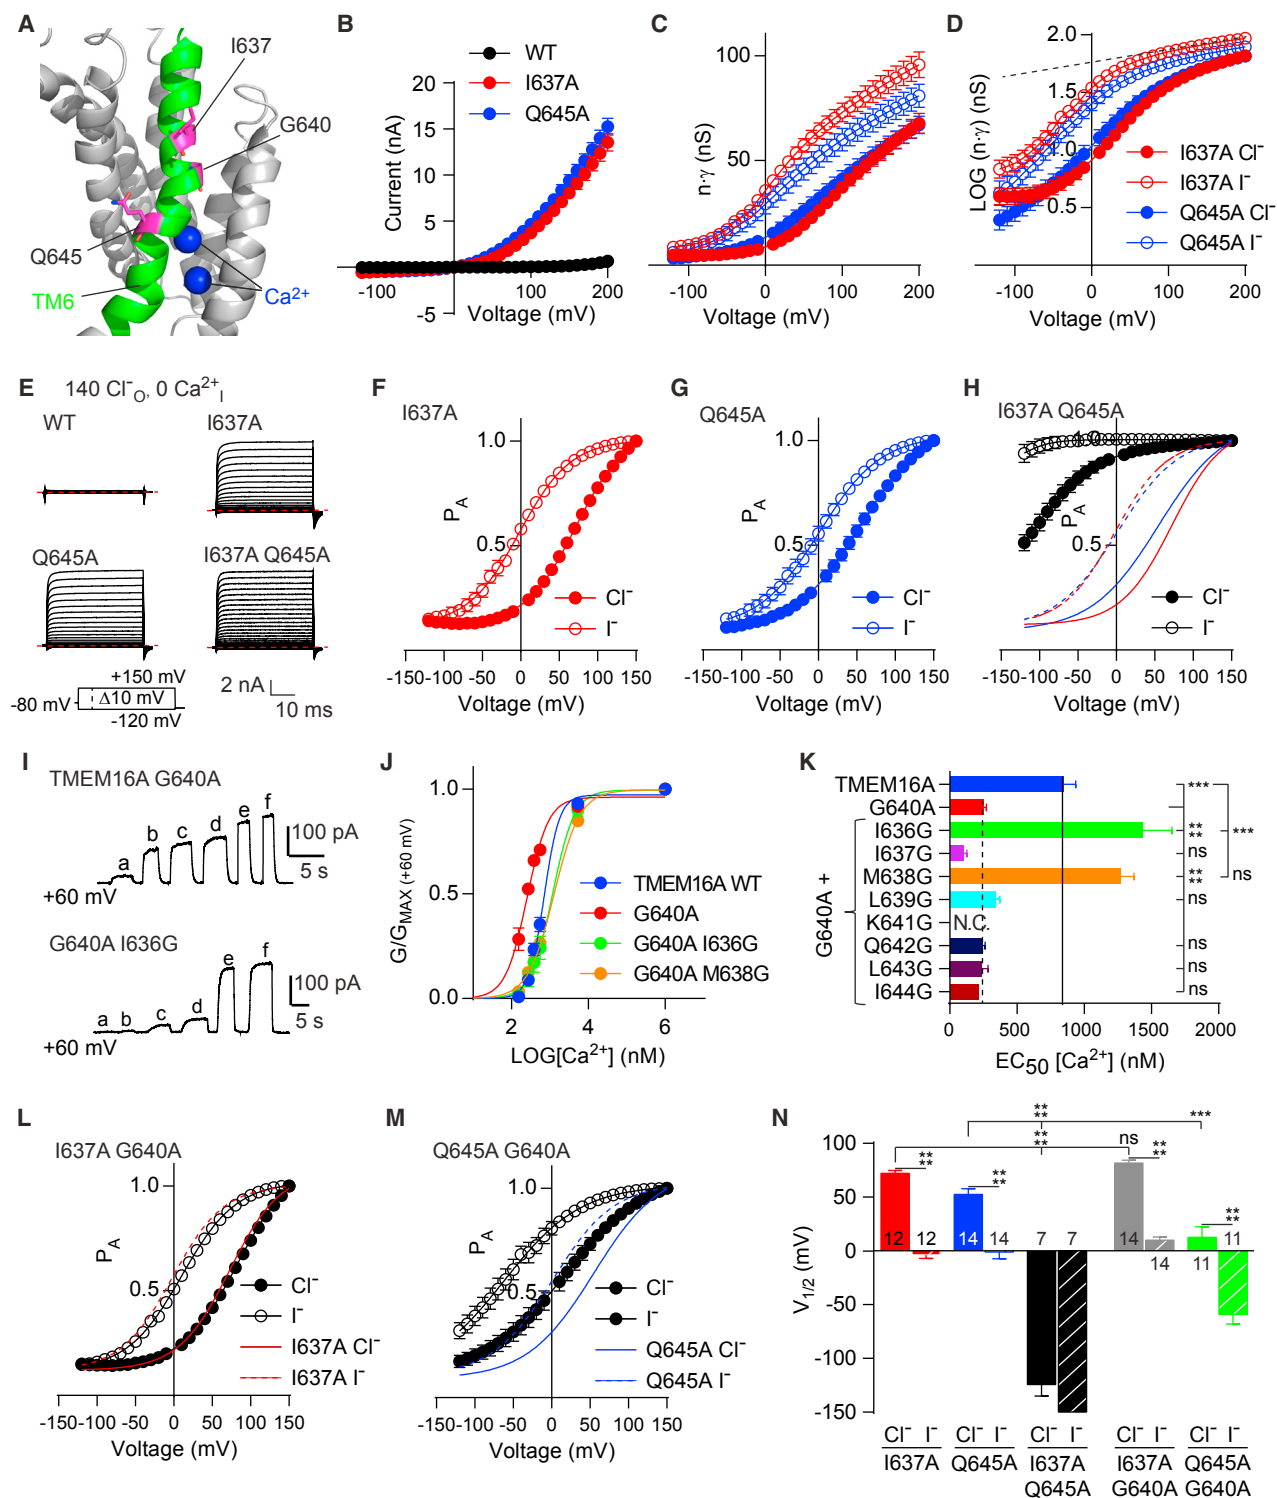 A
I637
G640
Q645
TM6
Ca2+
B
WT
I637A
Q645A
Current (nA)
20
15
10
5
-5
-100
100
200
Voltage (mV)
C
n·γ (nS)
100
50
-100
0
100
200
Voltage (mV)
D
LOG (n·γ) (nS)
2.0
1.5
1.0
0.5
I637A Cl-
I637A I-
Q645A Cl-
Q645A I-
-100
0
100
200
Voltage (mV)
E
140 Cl-O, 0 Ca2+I
WT
I637A
Q645A
I637A Q645A
+150 mV
-80 mV
Δ10 mV
-120 mV
2 nA
10 ms
F
I637A
PA
1.0
0.5
Cl-
I-
-150 -100 -50 0 50 100 150
Voltage (mV)
G
Q645A
PA
1.0
0.5
Cl-
I-
-150 -100 -50 0 50 100 150
Voltage (mV)
H
I637A Q645A
PA
1.0
0.5
Cl-
I-
-150 -100 -50 0 50 100 150
Voltage (mV)
I
TMEM16A G640A
a b c d e f
100 pA
5 s
+60 mV
G640A I636G
a b c d e f
100 pA
5 s
+60 mV
J
G/GMAX (+60 mV)
1.0
0.5
0.0
TMEM16A WT
G640A
G640A I636G
G640A M638G
2 4 6
LOG[Ca2+] (nM)
K
TMEM16A
G640A
G640A +
I636G
I637G
M638G
L639G
K641G
N.C.
Q642G
L643G
I644G
***
****
ns
****
ns
ns
ns
ns
***
ns
0 500 1000 1500 2000
EC50 [Ca2+] (nM)
L
I637A G640A
PA
1.0
0.5
Cl-
I-
I637A Cl-
I637A I-
-150 -100 -50 0 50 100 150
Voltage (mV)
M
Q645A G640A
PA
1.0
0.5
Cl-
I-
Q645A Cl-
Q645A I-
-150 -100 -50 0 50 100 150
Voltage (mV)
N
V1/2 (mV)
100
50
0
-50
-100
-150
****
***
****
ns
****
****
****
****
12 12 14 14 7 7 14 14 11 11
Cl- I- Cl- I- Cl- I- Cl- I- Cl- I-
I637A Q645A I637A I637A Q645A
Q645A G640A G640A